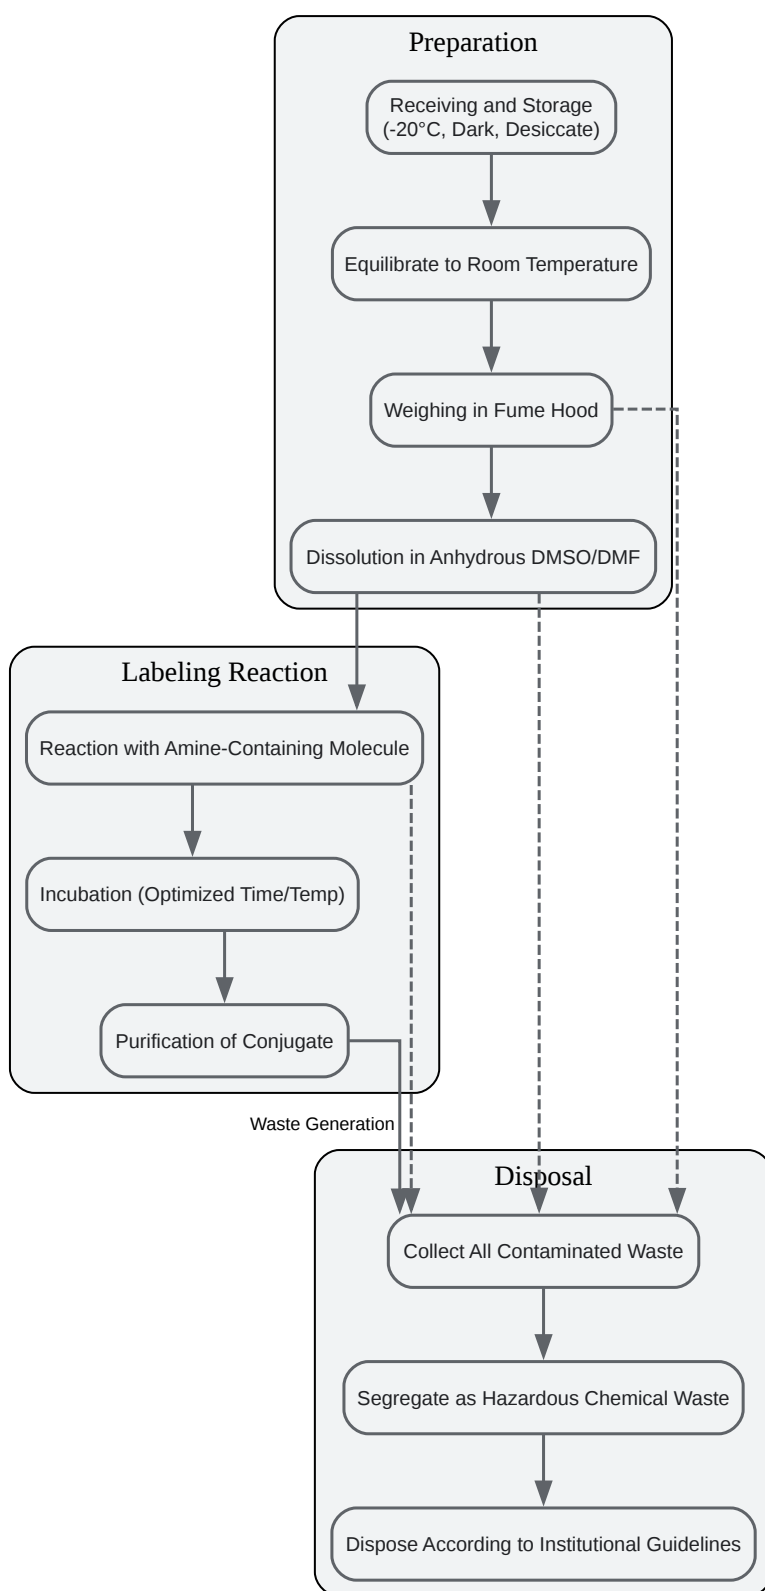 Preparation
Receiving and Storage
(-20°C, Dark, Desiccate)
Equilibrate to Room Temperature
Weighing in Fume Hood
Dissolution in Anhydrous DMSO/DMF
Labeling Reaction
Reaction with Amine-Containing Molecule
Incubation (Optimized Time/Temp)
Purification of Conjugate
Waste Generation
Disposal
Collect All Contaminated Waste
Segregate as Hazardous Chemical Waste
Dispose According to Institutional Guidelines